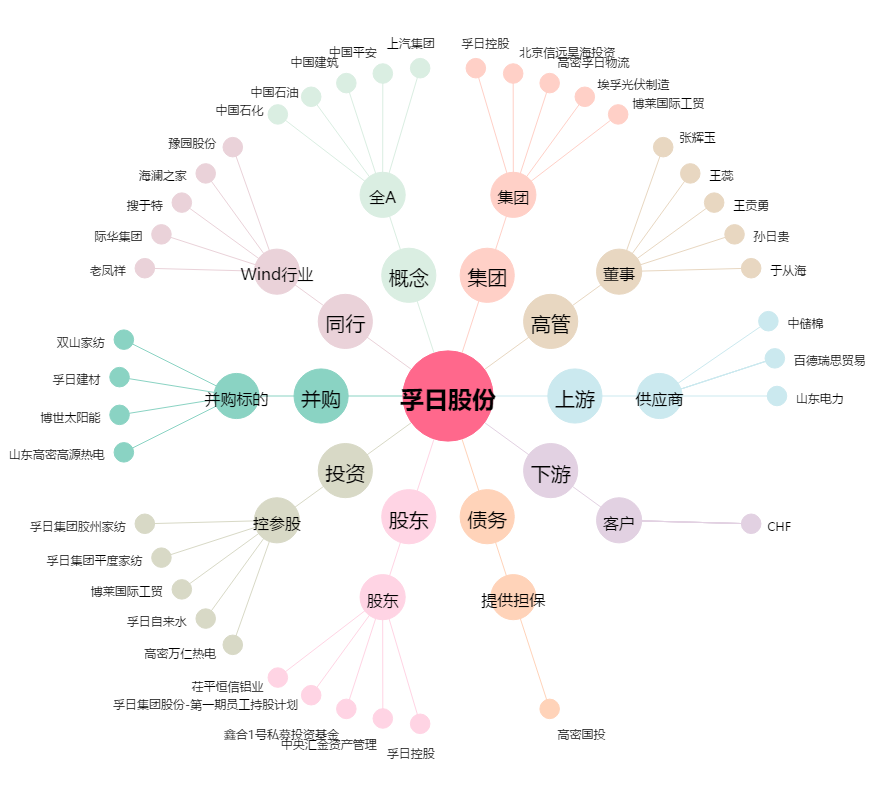 上汽集团
孚日控股
中国平安
北京信远昊海投资
中国建筑
高密孚日物流
中国石油
埃孚光伏制造
中国石化
博莱国际工贸
豫园股份
张辉玉
海澜之家
王蕊
全A
集团
搜于特
王贡勇
际华集团
孙日贵
老凤祥
于从海
Wind行业
董事
概念
集团
同行
高管
双山家纺
中储棉
孚日建材
百德瑞思贸易
并购标的
并购
孚日股份
上游
供应商
山东电力
博世太阳能
山东高密高源热电
投资
下游
股东
债务
孚日集团胶州家纺
控参股
客户
CHF
孚日集团平度家纺
博莱国际工贸
股东
提供担保
孚日自来水
高密万仁热电
茌平恒信铝业
孚日集团股份-第一期员工持股计划
鑫合1号私募投资基金
高密国投
中央汇金资产管理
孚日控股